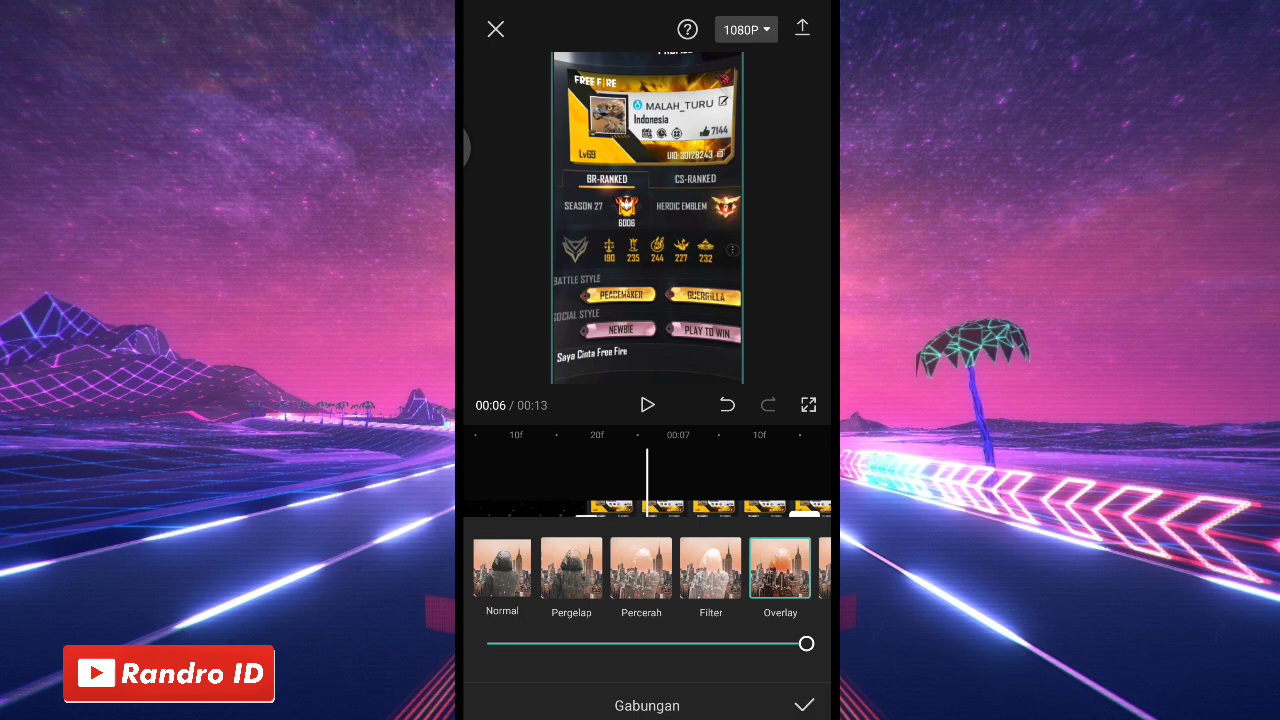 1080P
FREE FIRE
MALAH_TURU
Indonesia
7144
Lv69
UID:30128243
BR-RANKED
CS-RANKED
SEASON 27
HEROIC EMBLEM
6006
190 235 244 227 232
BATTLE STYLE
PEACEMAKER
GUERRILLA
SOCIAL STYLE
NEWBIE
PLAY TO WIN
Saya Cinta Free Fire
00:06 / 00:13
10f 20f 00:07 10f
Normal Pergelap Percerah Filter Overlay
Randro ID
Gabungan